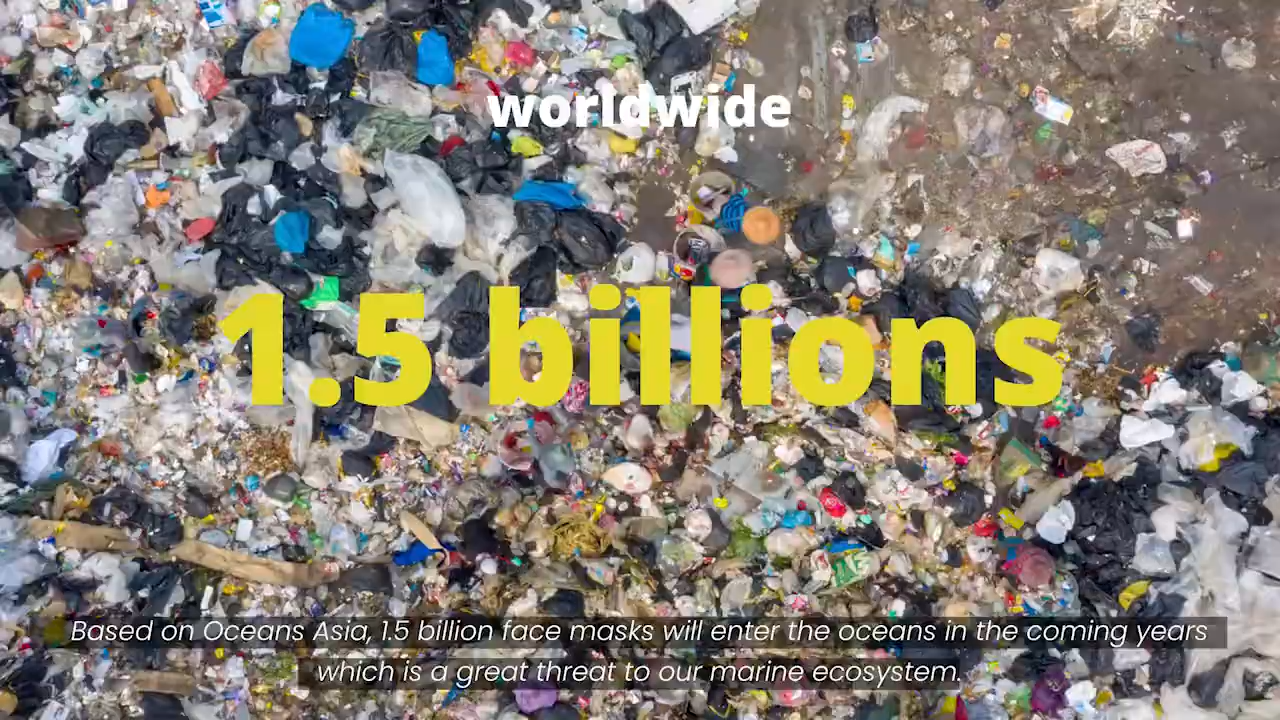 worldwide
1.5 billions
Based on Oceans Asia, 1.5 billion face masks will enter the oceans in the coming years
which is a great threat to our marine ecosystem.